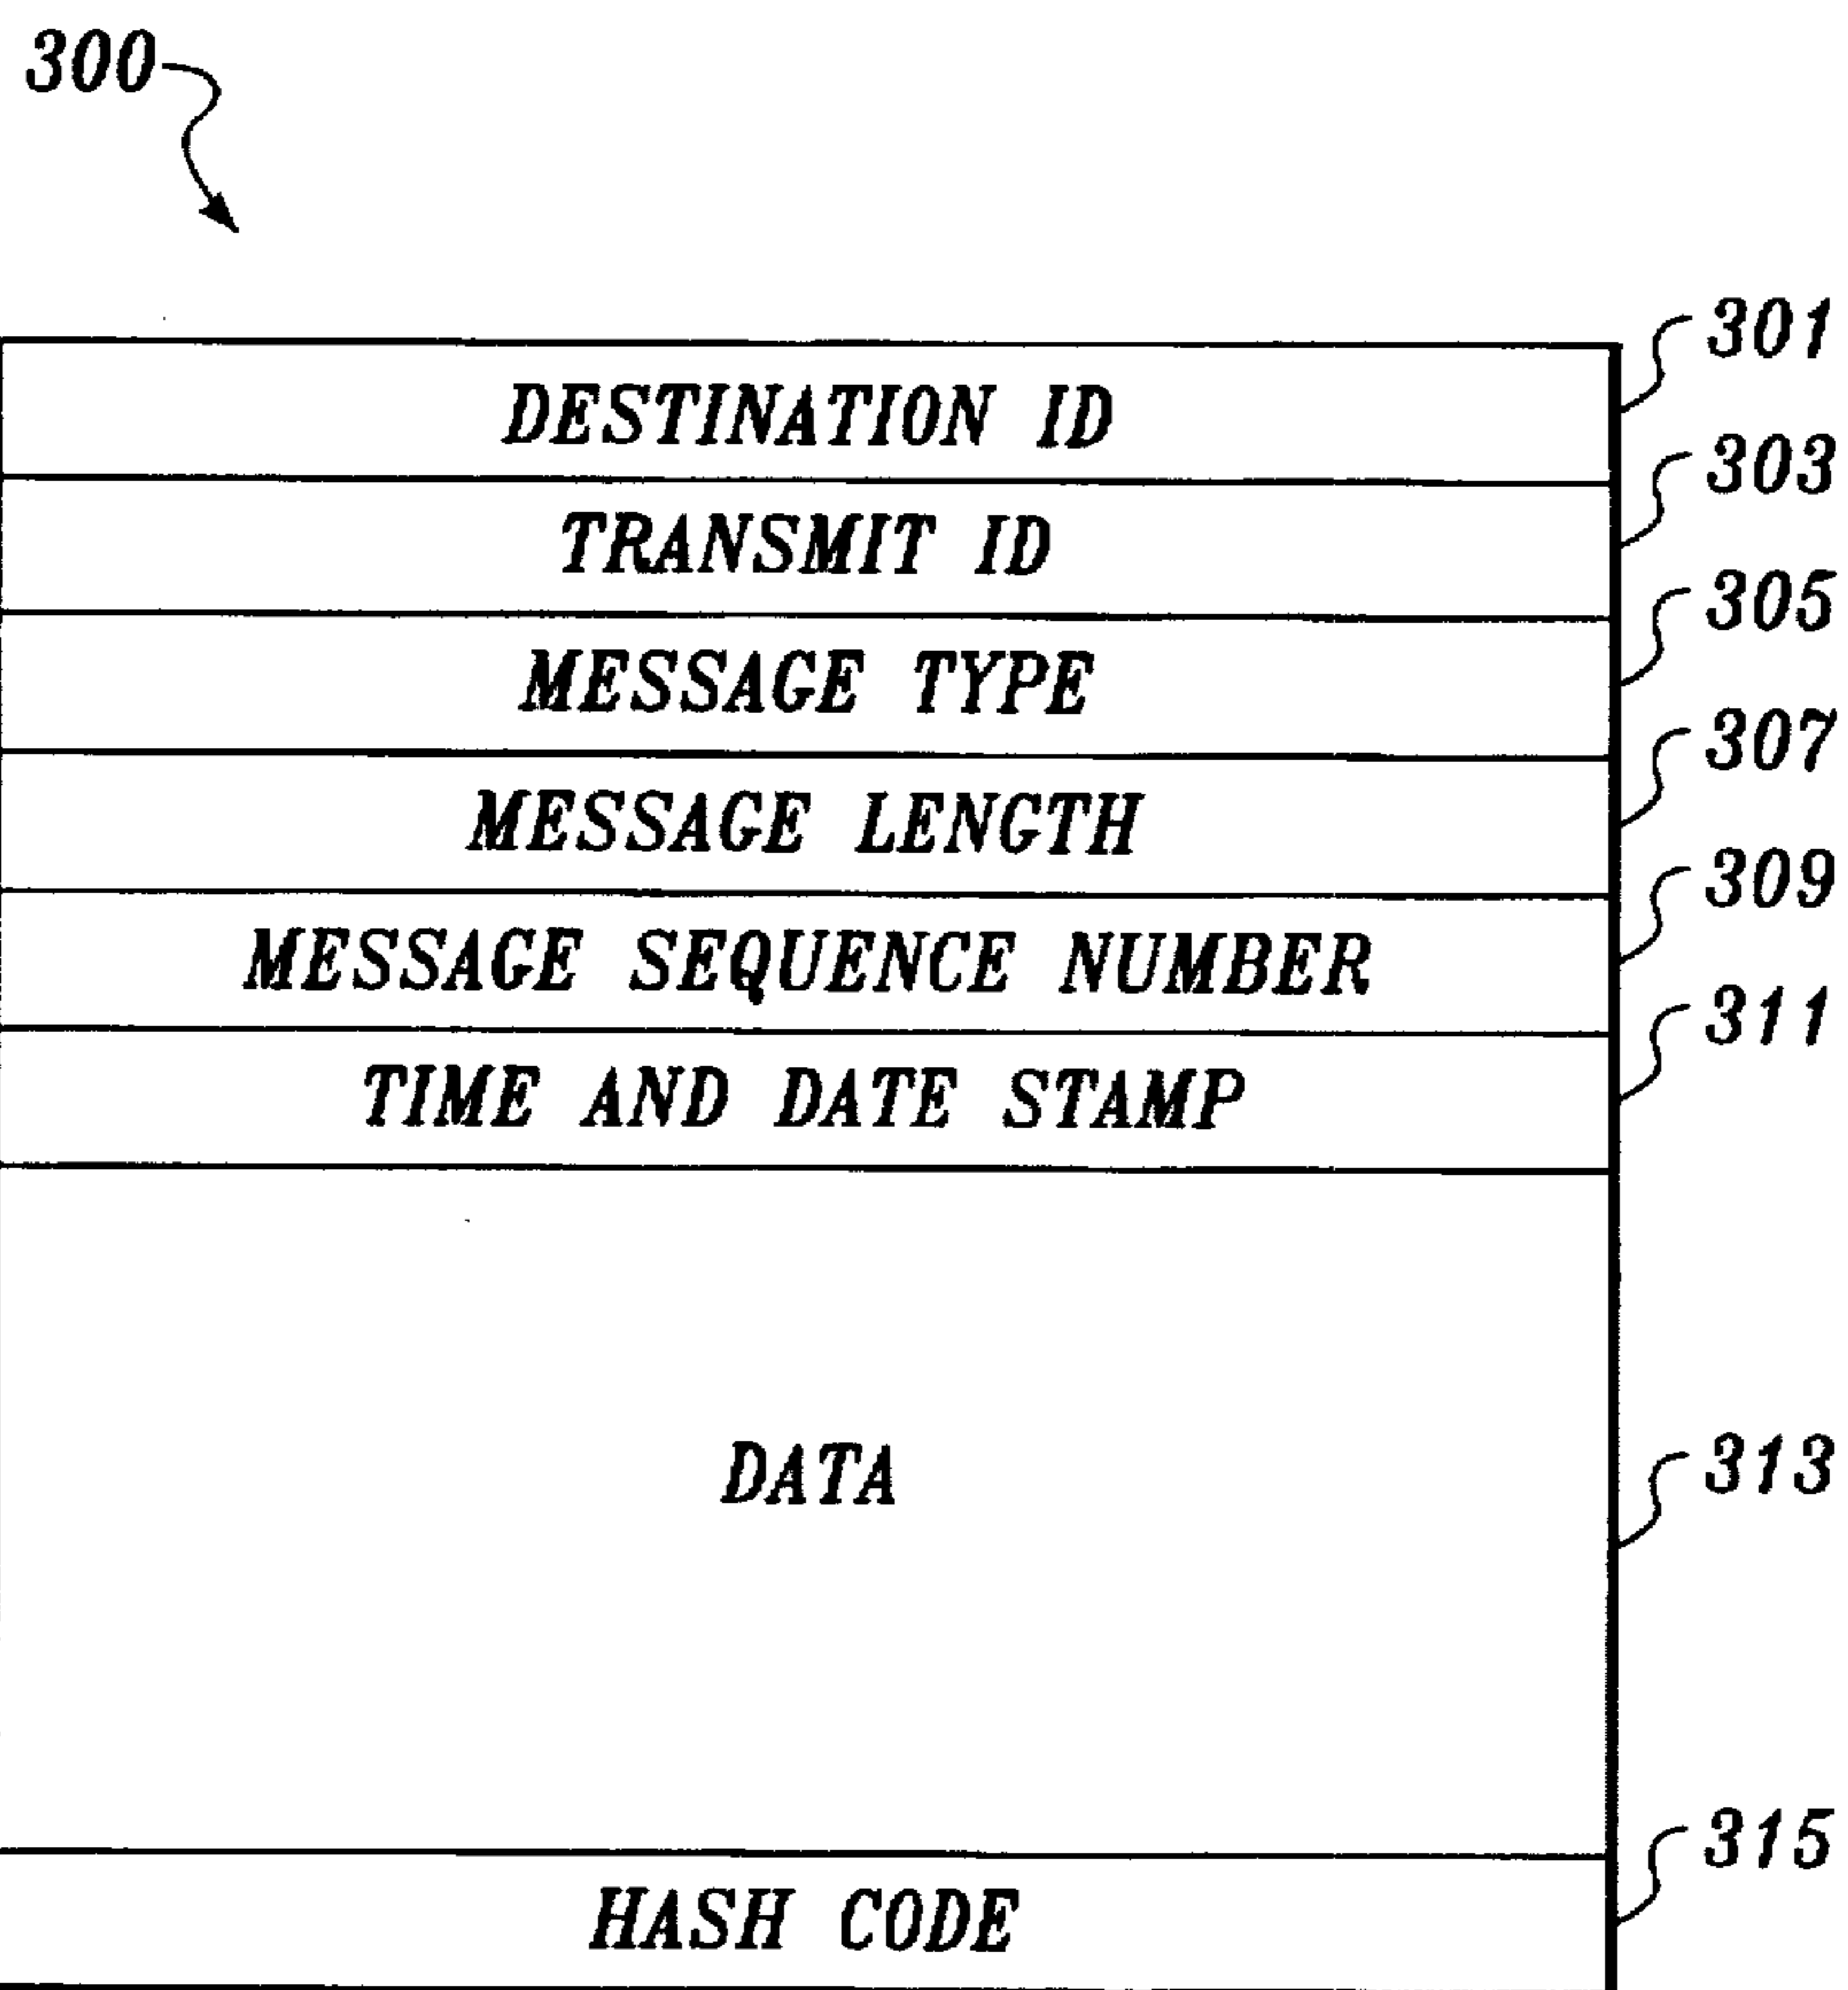 300
301
DESTINATION ID
303
TRANSMIT ID
305
MESSAGE TYPE
307
MESSAGE LENGTH
309
MESSAGE SEQUENCE NUMBER
311
TIME AND DATE STAMP
313
DATA
315
HASH CODE